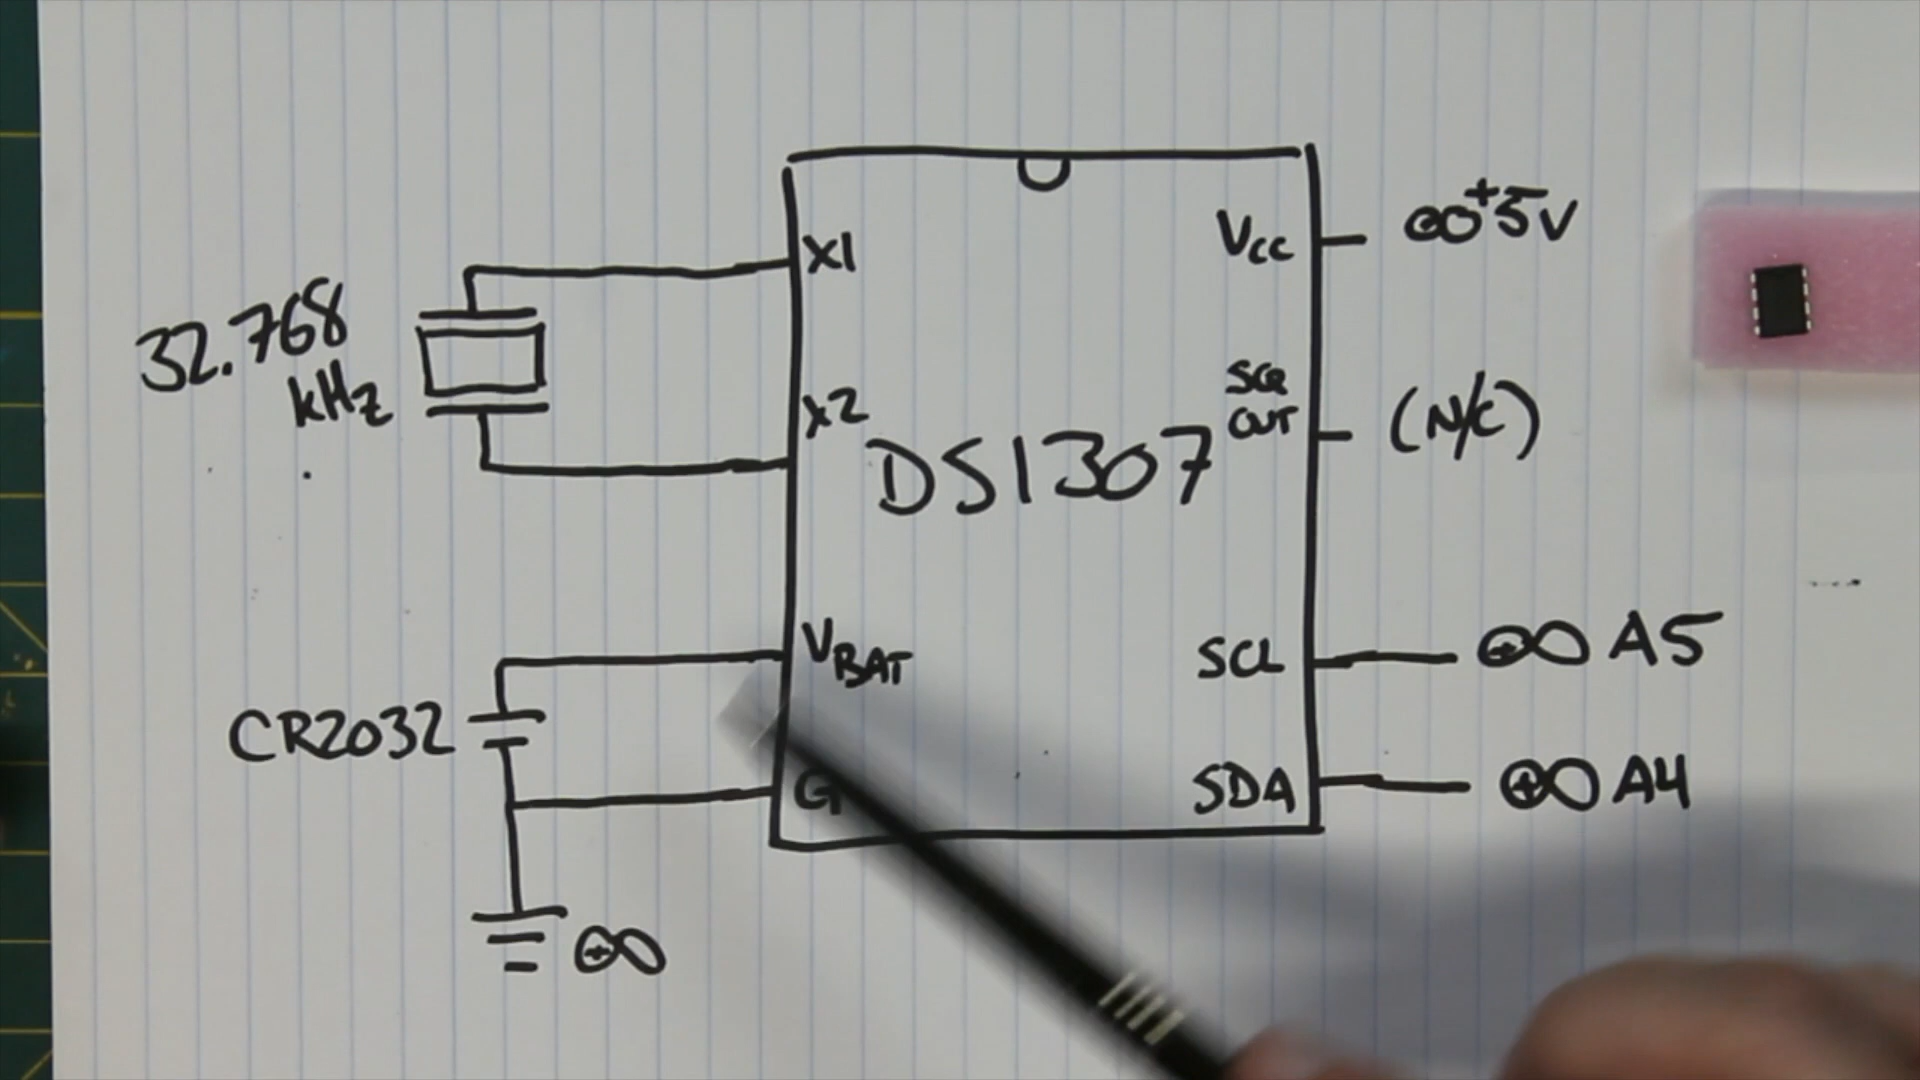 X1
Vcc
+5V
32.768
kHz
X2
SQ
OUT
(N/C)
DS1307
VBAT
SCL
A5
CR2032
G
SDA
A4